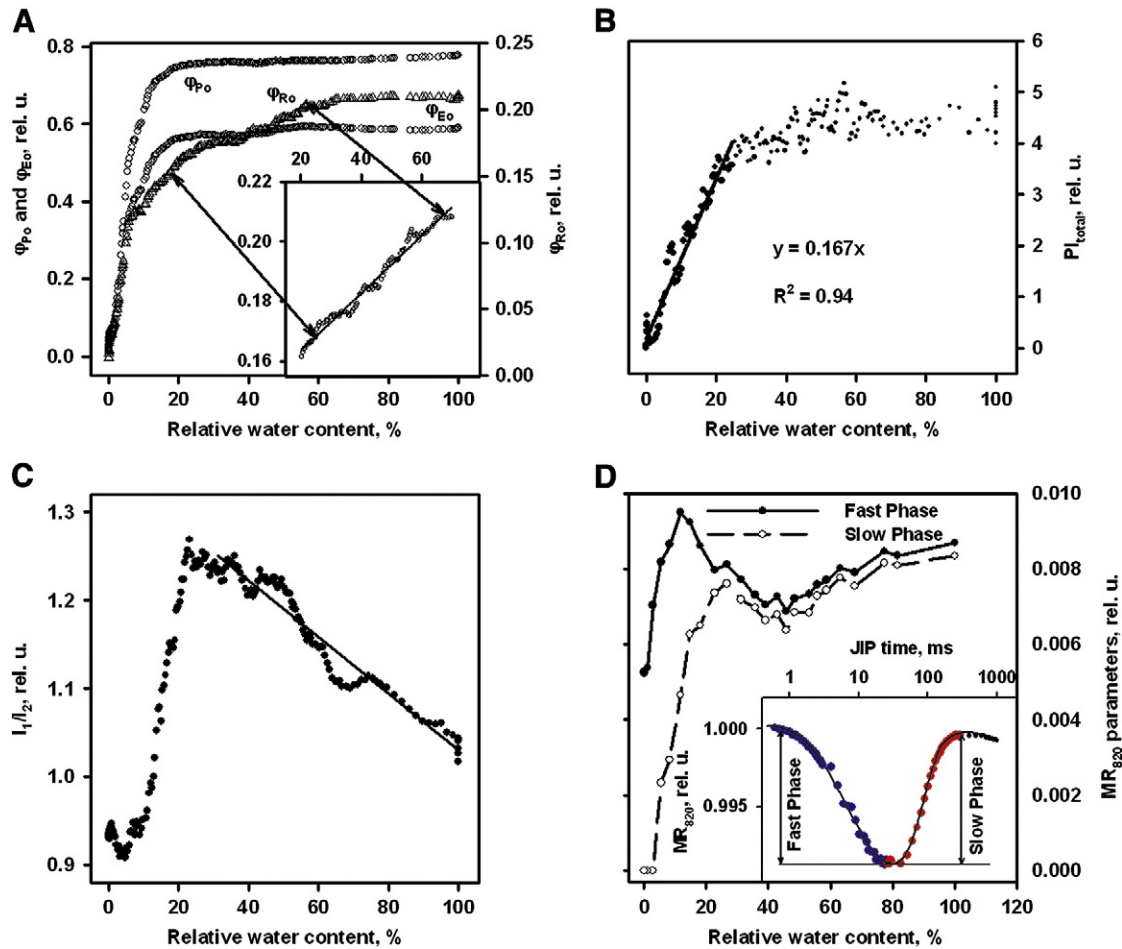 A
φPo and φEo, rel. u.
0.8
0.6
0.4
0.2
0.0
0.25
0.20
0.15
0.10
0.05
0.00
φRo, rel. u.
φPo
φRo
φEo
20 40 60
0.22
0.20
0.18
0.16
0 20 40 60 80 100
Relative water content, %
B
6
5
4
3
2
1
0
PItotal, rel. u.
y = 0.167x
R² = 0.94
0 20 40 60 80 100
Relative water content, %
C
I1/I2, rel. u.
1.3
1.2
1.1
1.0
0.9
0 20 40 60 80 100
Relative water content, %
D
Fast Phase
Slow Phase
0.010
0.008
0.006
0.004
0.002
0.000
MR820 parameters, rel. u.
JIP time, ms
1 10 100 1000
1.000
0.995
MR820, rel. u.
Fast Phase
Slow Phase
0 20 40 60 80 100 120
Relative water content, %